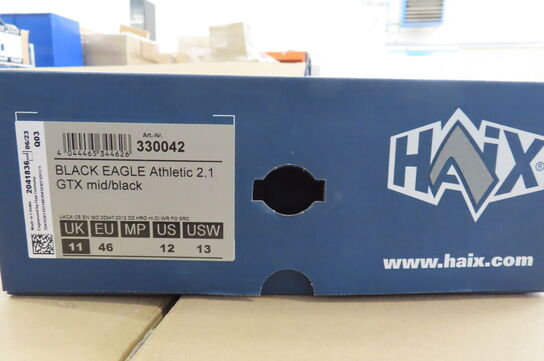 Art.-Nr.
330042
4 044465 344626
BLACK EAGLE Athletic 2.1
GTX mid/black
UKCA CE EN ISO 20347:2012 O2 HRO HI CI WR FO SRC
UK EU MP US USW
11 46 12 13
2041836 06/23
Q03
HAIX®
www.haix.com